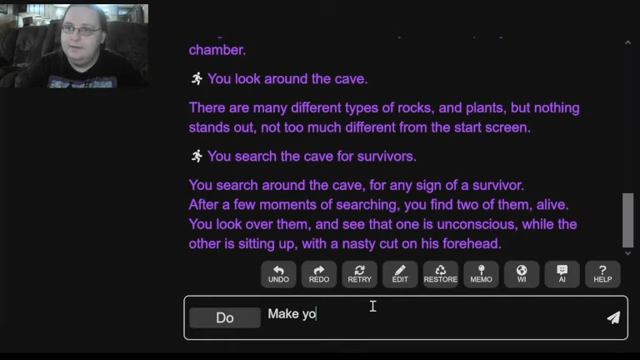 chamber.
You look around the cave.
There are many different types of rocks, and plants, but nothing
stands out, not too much different from the start screen.
You search the cave for survivors.
You search around the cave, for any sign of a survivor.
After a few moments of searching, you find two of them, alive.
You look over them, and see that one is unconscious, while the
other is sitting up, with a nasty cut on his forehead.
UNDO REDO RETRY EDIT RESTORE MEMO WI AI HELP
Do Make yo